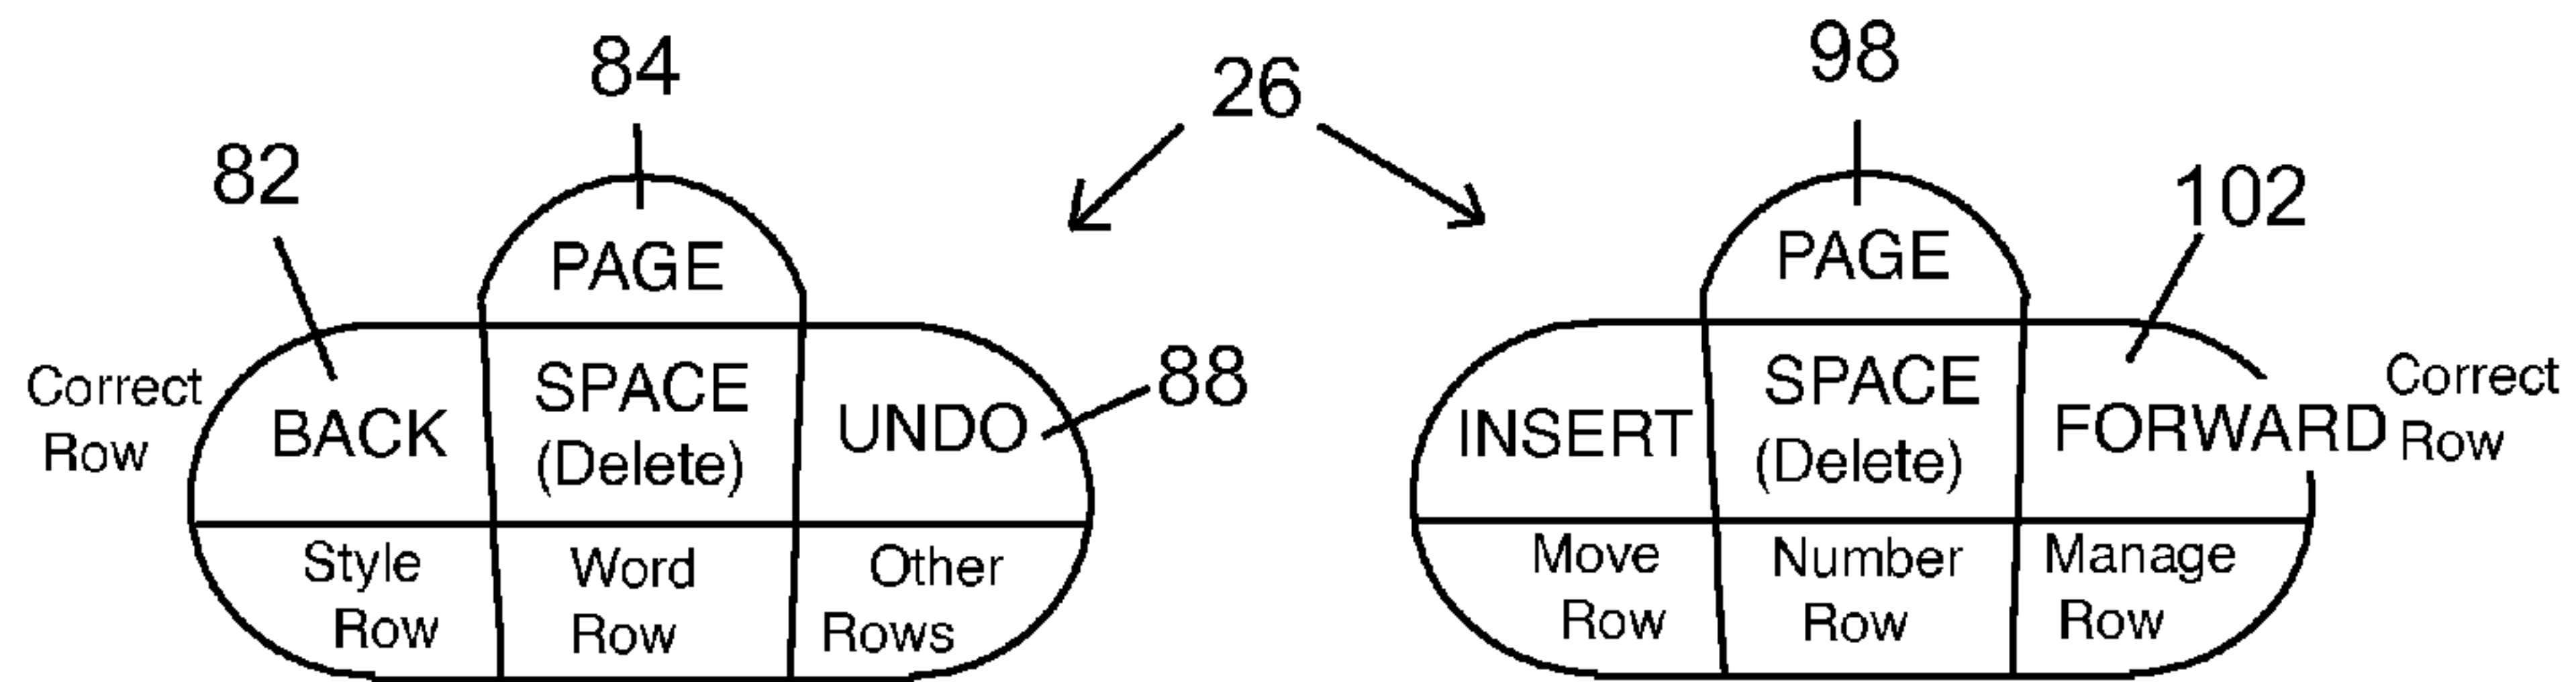 84
26
98
82
102
PAGE
PAGE
Correct
Row
BACK
SPACE
(Delete)
UNDO
88
INSERT
SPACE
(Delete)
FORWARD
Correct
Row
Style
Row
Word
Row
Other
Rows
Move
Row
Number
Row
Manage
Row